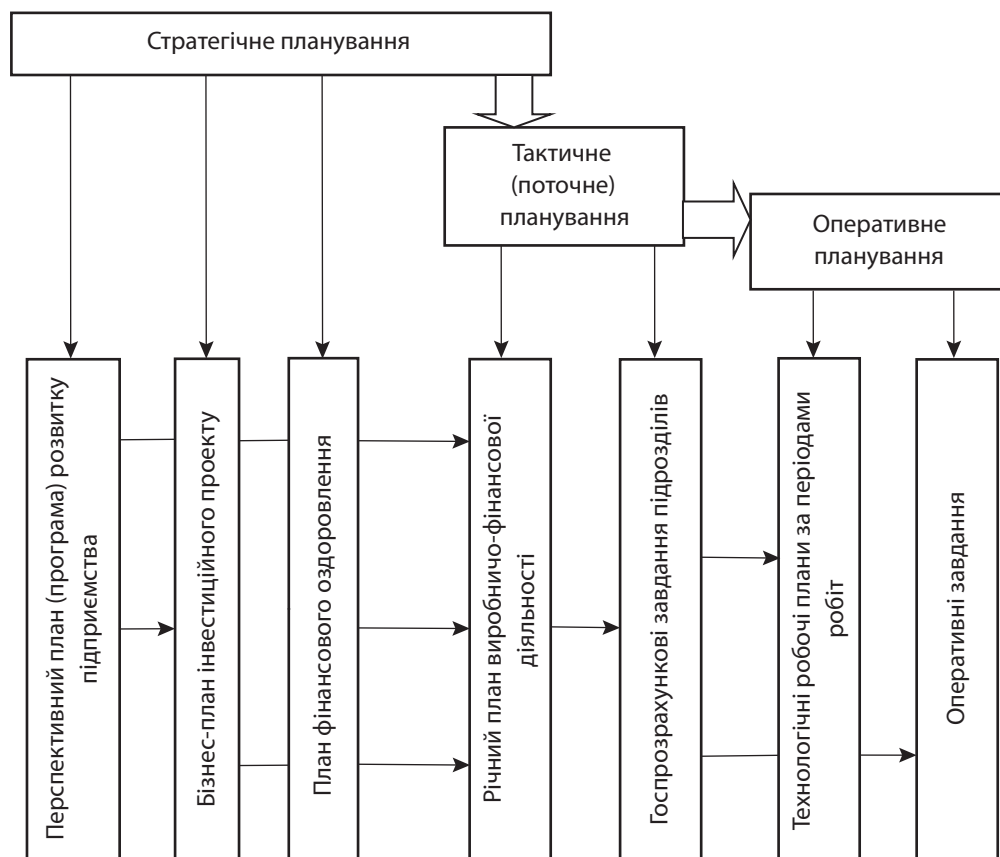 Стратегічне планування
Тактичне
(поточне)
планування
Оперативне
планування
Перспективний план (програма) розвитку
підприємства
Бізнес-план інвестиційного проекту
План фінансового оздоровлення
Річний план виробничо-фінансової
діяльності
Госпрозрахункові завдання підрозділів
Технологічні робочі плани за періодами
робіт
Оперативні завдання